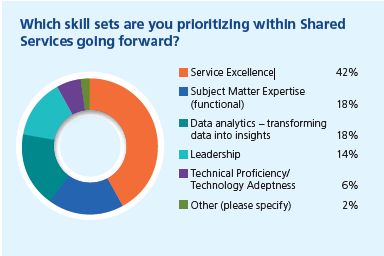 Which skill sets are you prioritizing within Shared
Services going forward?
Service Excellence 42%
Subject Matter Expertise
(functional) 18%
Data analytics – transforming
data into insights 18%
Leadership 14%
Technical Proficiency/
Technology Adeptness 6%
Other (please specify) 2%